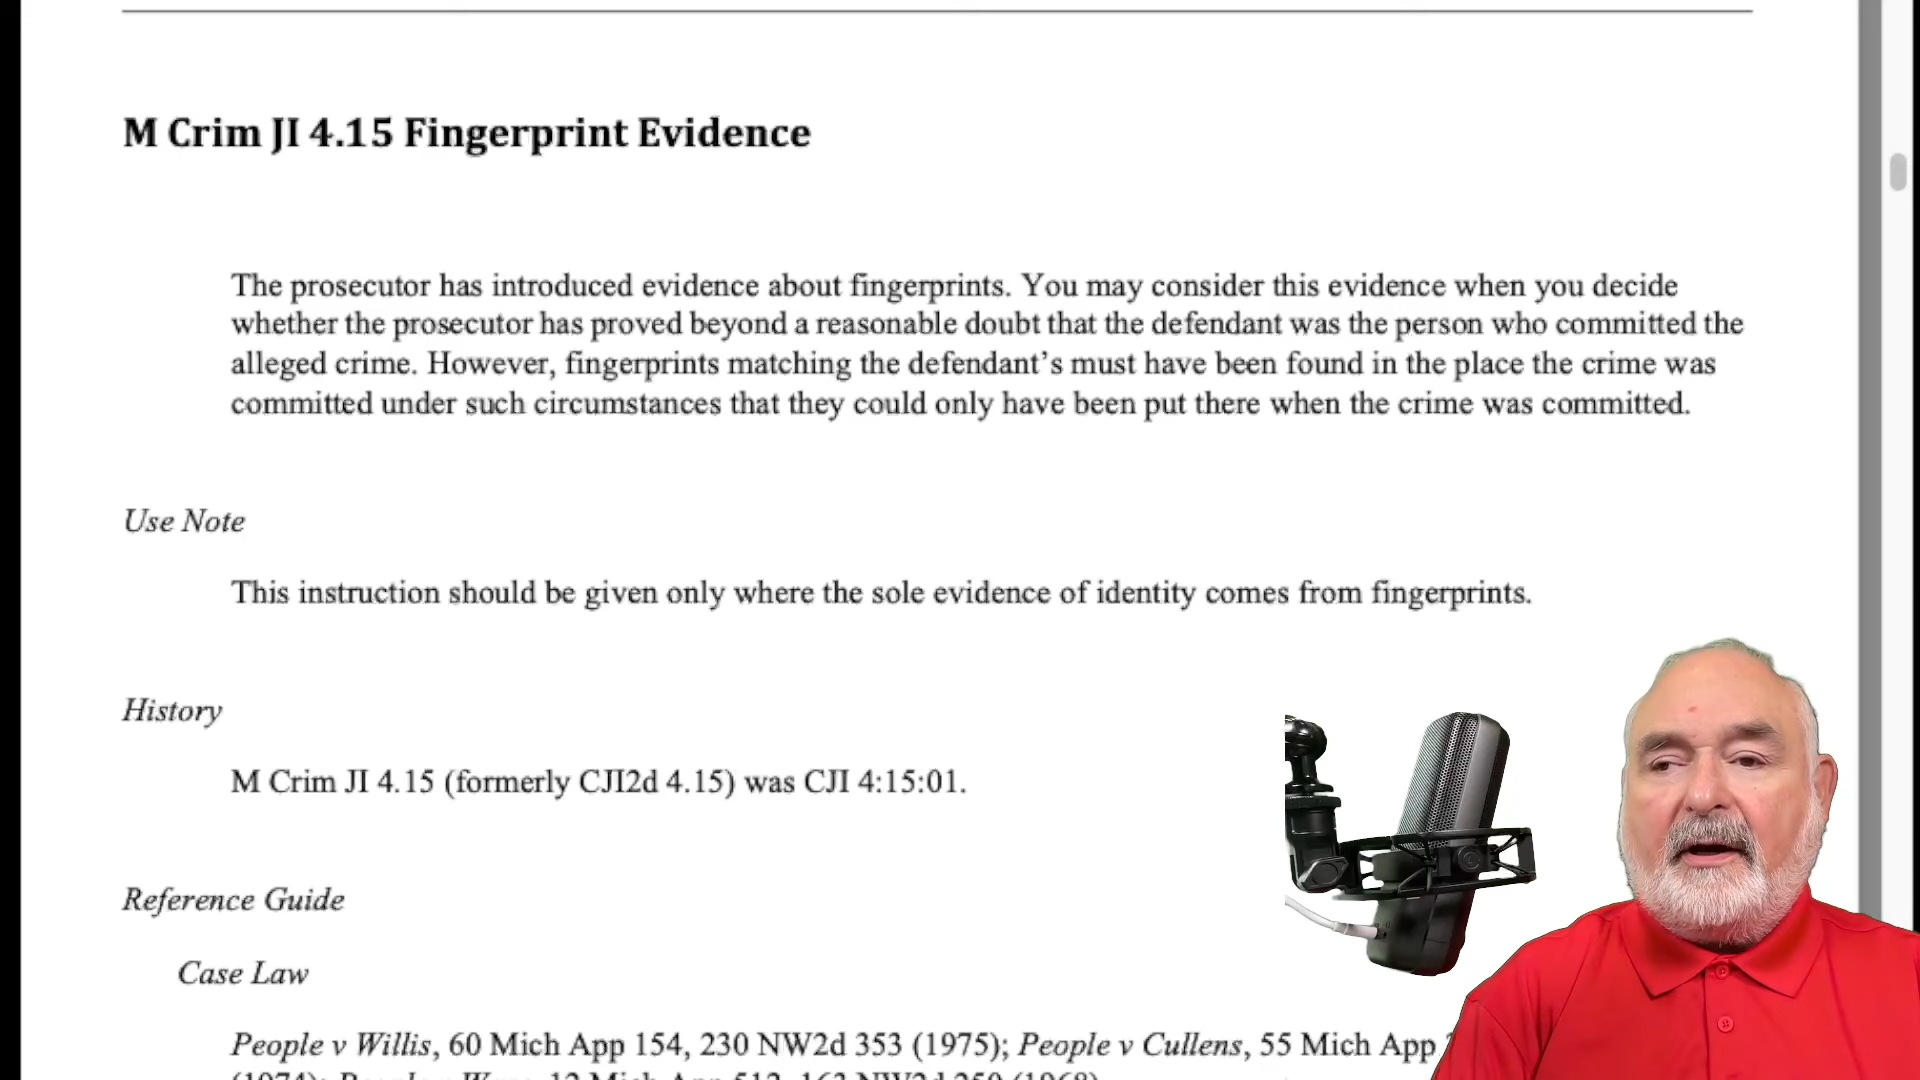 M Crim JI 4.15 Fingerprint Evidence
The prosecutor has introduced evidence about fingerprints. You may consider this evidence when you decide
whether the prosecutor has proved beyond a reasonable doubt that the defendant was the person who committed the
alleged crime. However, fingerprints matching the defendant's must have been found in the place the crime was
committed under such circumstances that they could only have been put there when the crime was committed.
Use Note
This instruction should be given only where the sole evidence of identity comes from fingerprints.
History
M Crim JI 4.15 (formerly CJI2d 4.15) was CJI 4:15:01.
Reference Guide
Case Law
People v Willis, 60 Mich App 154, 230 NW2d 353 (1975); People v Cullens, 55 Mich App